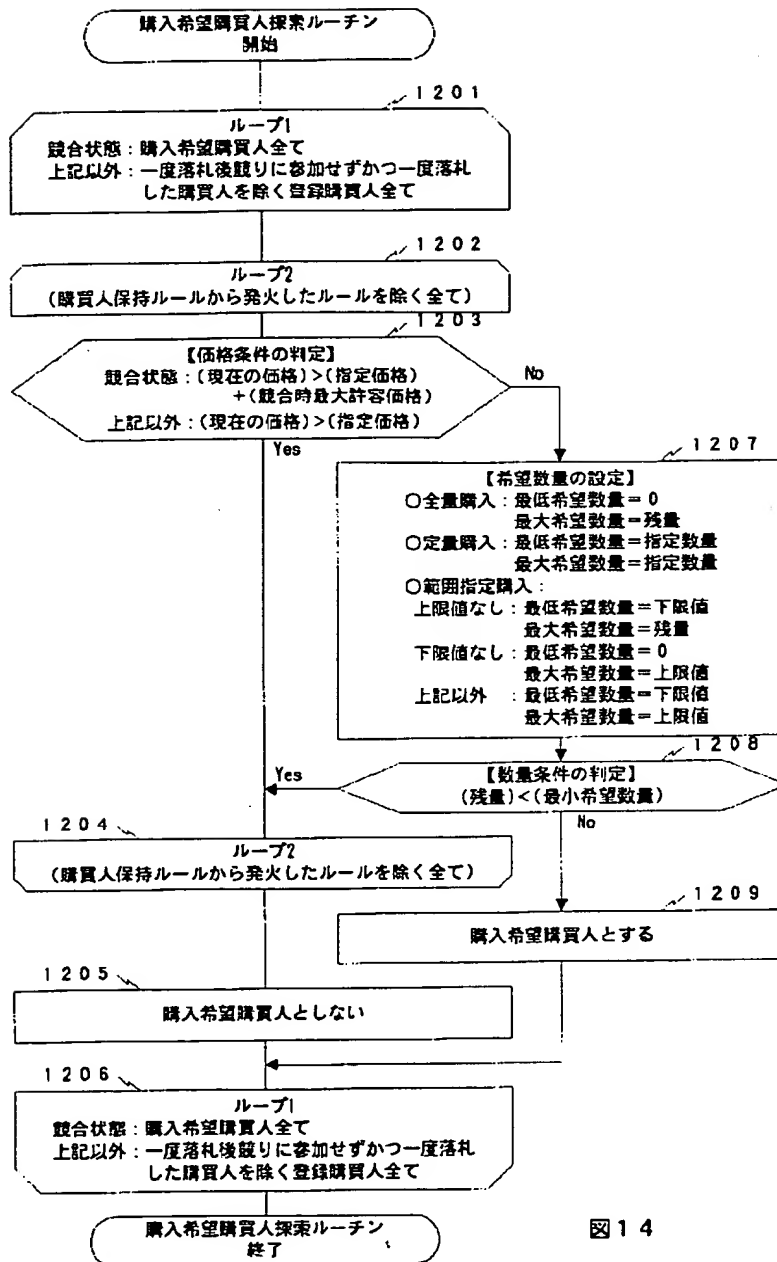 購入希望購買人探索ルーチン
開始
1201
ループ1
競合状態：購入希望購買人全て
上記以外：一度落札後競りに参加せずかつ一度落札
した購買人を除く登録購買人全て
1202
ループ2
（購買人保持ルールから発火したルールを除く全て）
1203
【価格条件の判定】
競合状態：（現在の価格）＞（指定価格）
＋（競合時最大許容価格）
上記以外：（現在の価格）＞（指定価格）
No
Yes
1207
【希望数量の設定】
○全量購入：最低希望数量＝0
最大希望数量＝残量
○定量購入：最低希望数量＝指定数量
最大希望数量＝指定数量
○範囲指定購入：
上限値なし：最低希望数量＝下限値
最大希望数量＝残量
下限値なし：最低希望数量＝0
最大希望数量＝上限値
上記以外　：最低希望数量＝下限値
最大希望数量＝上限値
1208
【数量条件の判定】
（残量）＜（最小希望数量）
Yes
No
1204
ループ2
（購買人保持ルールから発火したルールを除く全て）
1209
購入希望購買人とする
1205
購入希望購買人としない
1206
ループ1
競合状態：購入希望購買人全て
上記以外：一度落札後競りに参加せずかつ一度落札
した購買人を除く登録購買人全て
購入希望購買人探索ルーチン
終了
図14